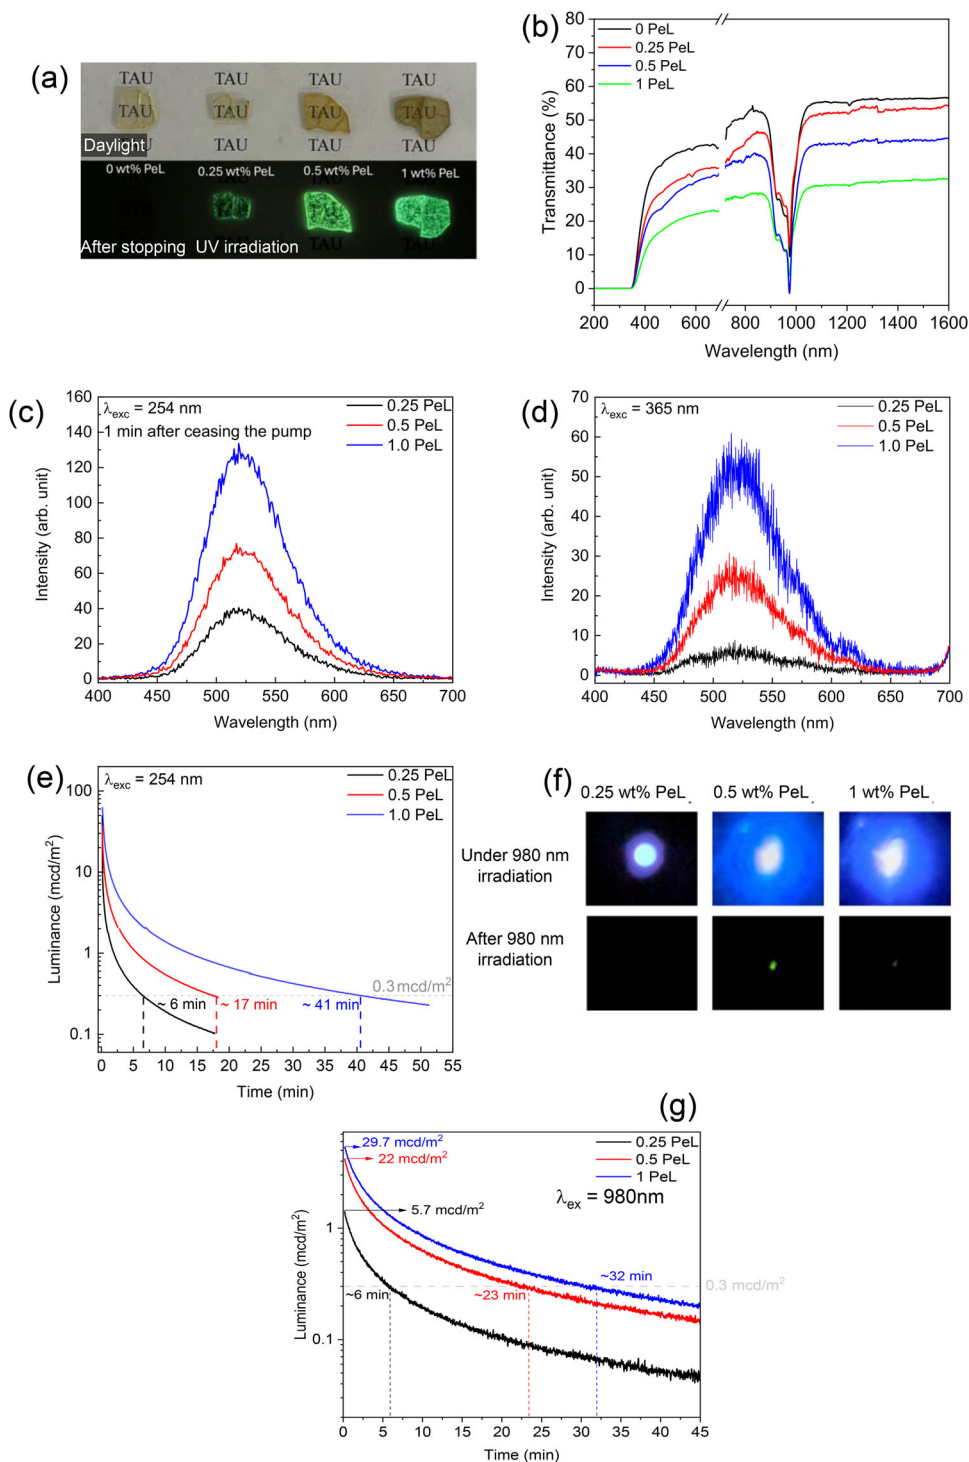 (a)
TAU TAU TAU TAU
TAU TAU TAU TAU
TAU TAU TAU TAU
Daylight
0 wt% PeL 0.25 wt% PeL 0.5 wt% PeL 1 wt% PeL
TAU TAU
After stopping UV irradiation
(b)
0 PeL
0.25 PeL
0.5 PeL
1 PeL
Transmittance (%)
80
70
60
50
40
30
20
10
0
200 400 600 800 1000 1200 1400 1600
Wavelength (nm)
(c)
λexc = 254 nm
1 min after ceasing the pump
0.25 PeL
0.5 PeL
1.0 PeL
Intensity (arb. unit)
160
140
120
100
80
60
40
20
0
400 450 500 550 600 650 700
Wavelength (nm)
(d)
λexc = 365 nm
0.25 PeL
0.5 PeL
1.0 PeL
Intensity (arb. unit)
70
60
50
40
30
20
10
0
400 450 500 550 600 650 700
Wavelength (nm)
(e)
λexc = 254 nm
0.25 PeL
0.5 PeL
1.0 PeL
Luminance (mcd/m²)
100
10
1
0.1
0.3 mcd/m²
~ 6 min ~ 17 min ~ 41 min
0 5 10 15 20 25 30 35 40 45 50 55
Time (min)
(f)
0.25 wt% PeL 0.5 wt% PeL 1 wt% PeL
Under 980 nm
irradiation
After 980 nm
irradiation
(g)
29.7 mcd/m²
22 mcd/m²
5.7 mcd/m²
0.25 PeL
0.5 PeL
1 PeL
λex = 980nm
Luminance (mcd/m²)
1
0.1
0.3 mcd/m²
~6 min ~23 min ~32 min
0 5 10 15 20 25 30 35 40 45
Time (min)